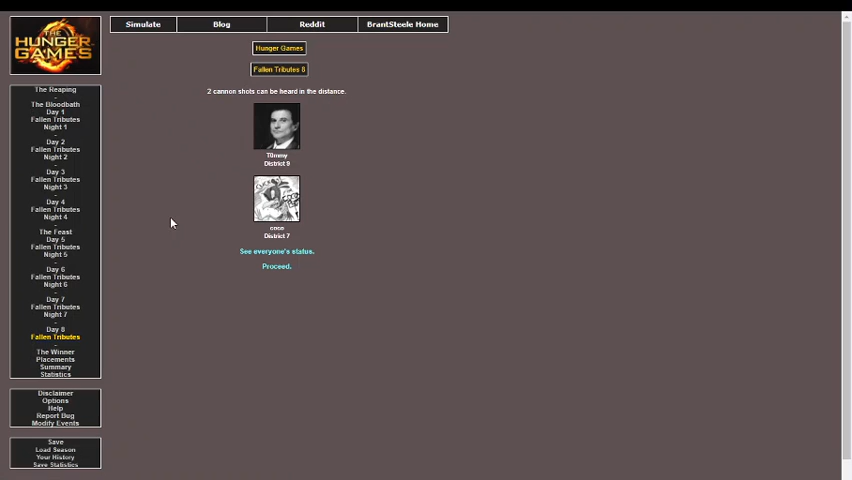 THE
HUNGER
GAMES
Simulate
Blog
Reddit
BrantSteele Home
Hunger Games
Fallen Tributes 8
2 cannon shots can be heard in the distance.
T0mmy
District 9
cnco
District 7
See everyone's status.
Proceed.
The Reaping
-
The Bloodbath
Day 1
Fallen Tributes
Night 1
-
Day 2
Fallen Tributes
Night 2
-
Day 3
Fallen Tributes
Night 3
-
Day 4
Fallen Tributes
Night 4
-
The Feast
Day 5
Fallen Tributes
Night 5
-
Day 6
Fallen Tributes
Night 6
-
Day 7
Fallen Tributes
Night 7
-
Day 8
Fallen Tributes
-
The Winner
Placements
Summary
Statistics
Disclaimer
Options
Help
Report Bug
Modify Events
Save
Load Season
Your History
Save Statistics